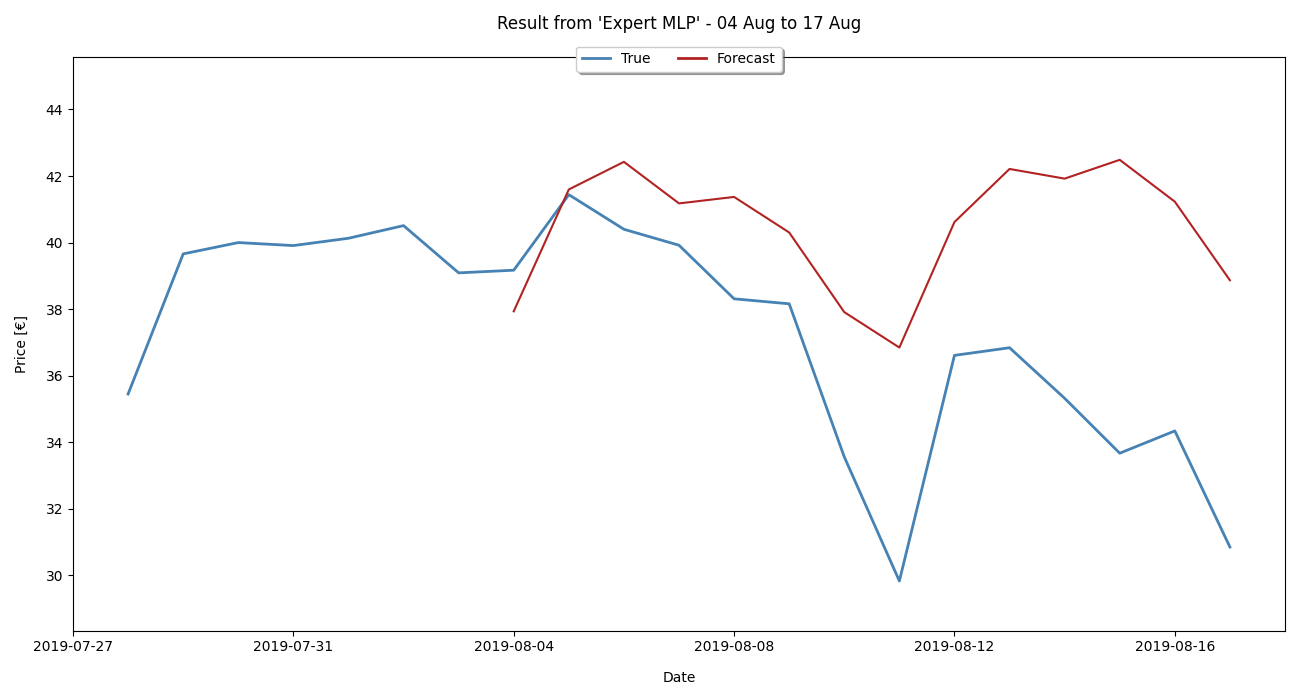 Result from 'Expert MLP' - 04 Aug to 17 Aug
True Forecast
44
42
40
38
36
34
32
30
Price [€]
2019-07-27 2019-07-31 2019-08-04 2019-08-08 2019-08-12 2019-08-16
Date